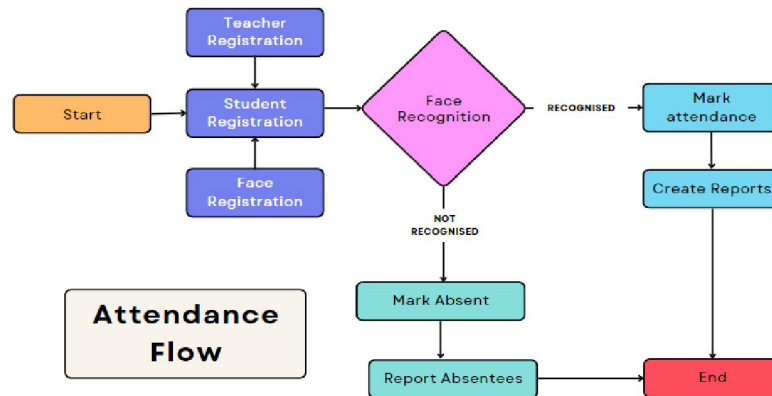 Teacher
Registration
Start
Student
Registration
Face
Registration
Face
Recognition
RECOGNISED
Mark
attendance
Create Reports
NOT
RECOGNISED
Mark Absent
Report Absentees
End
Attendance
Flow